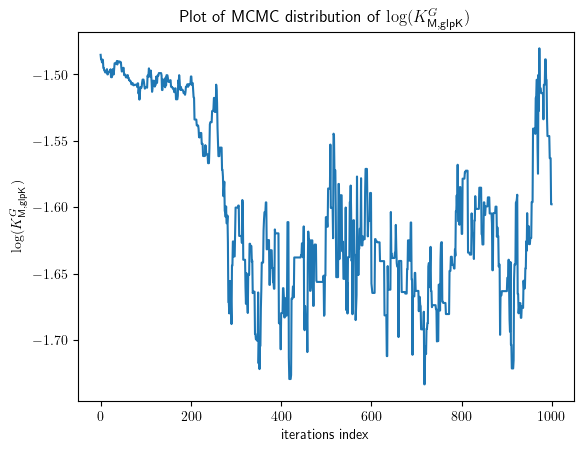 Plot of MCMC distribution of log(K^G_M,glpK)
−1.50
−1.55
−1.60
−1.65
−1.70
log(K^G_M,glpK)
0 200 400 600 800 1000
iterations index